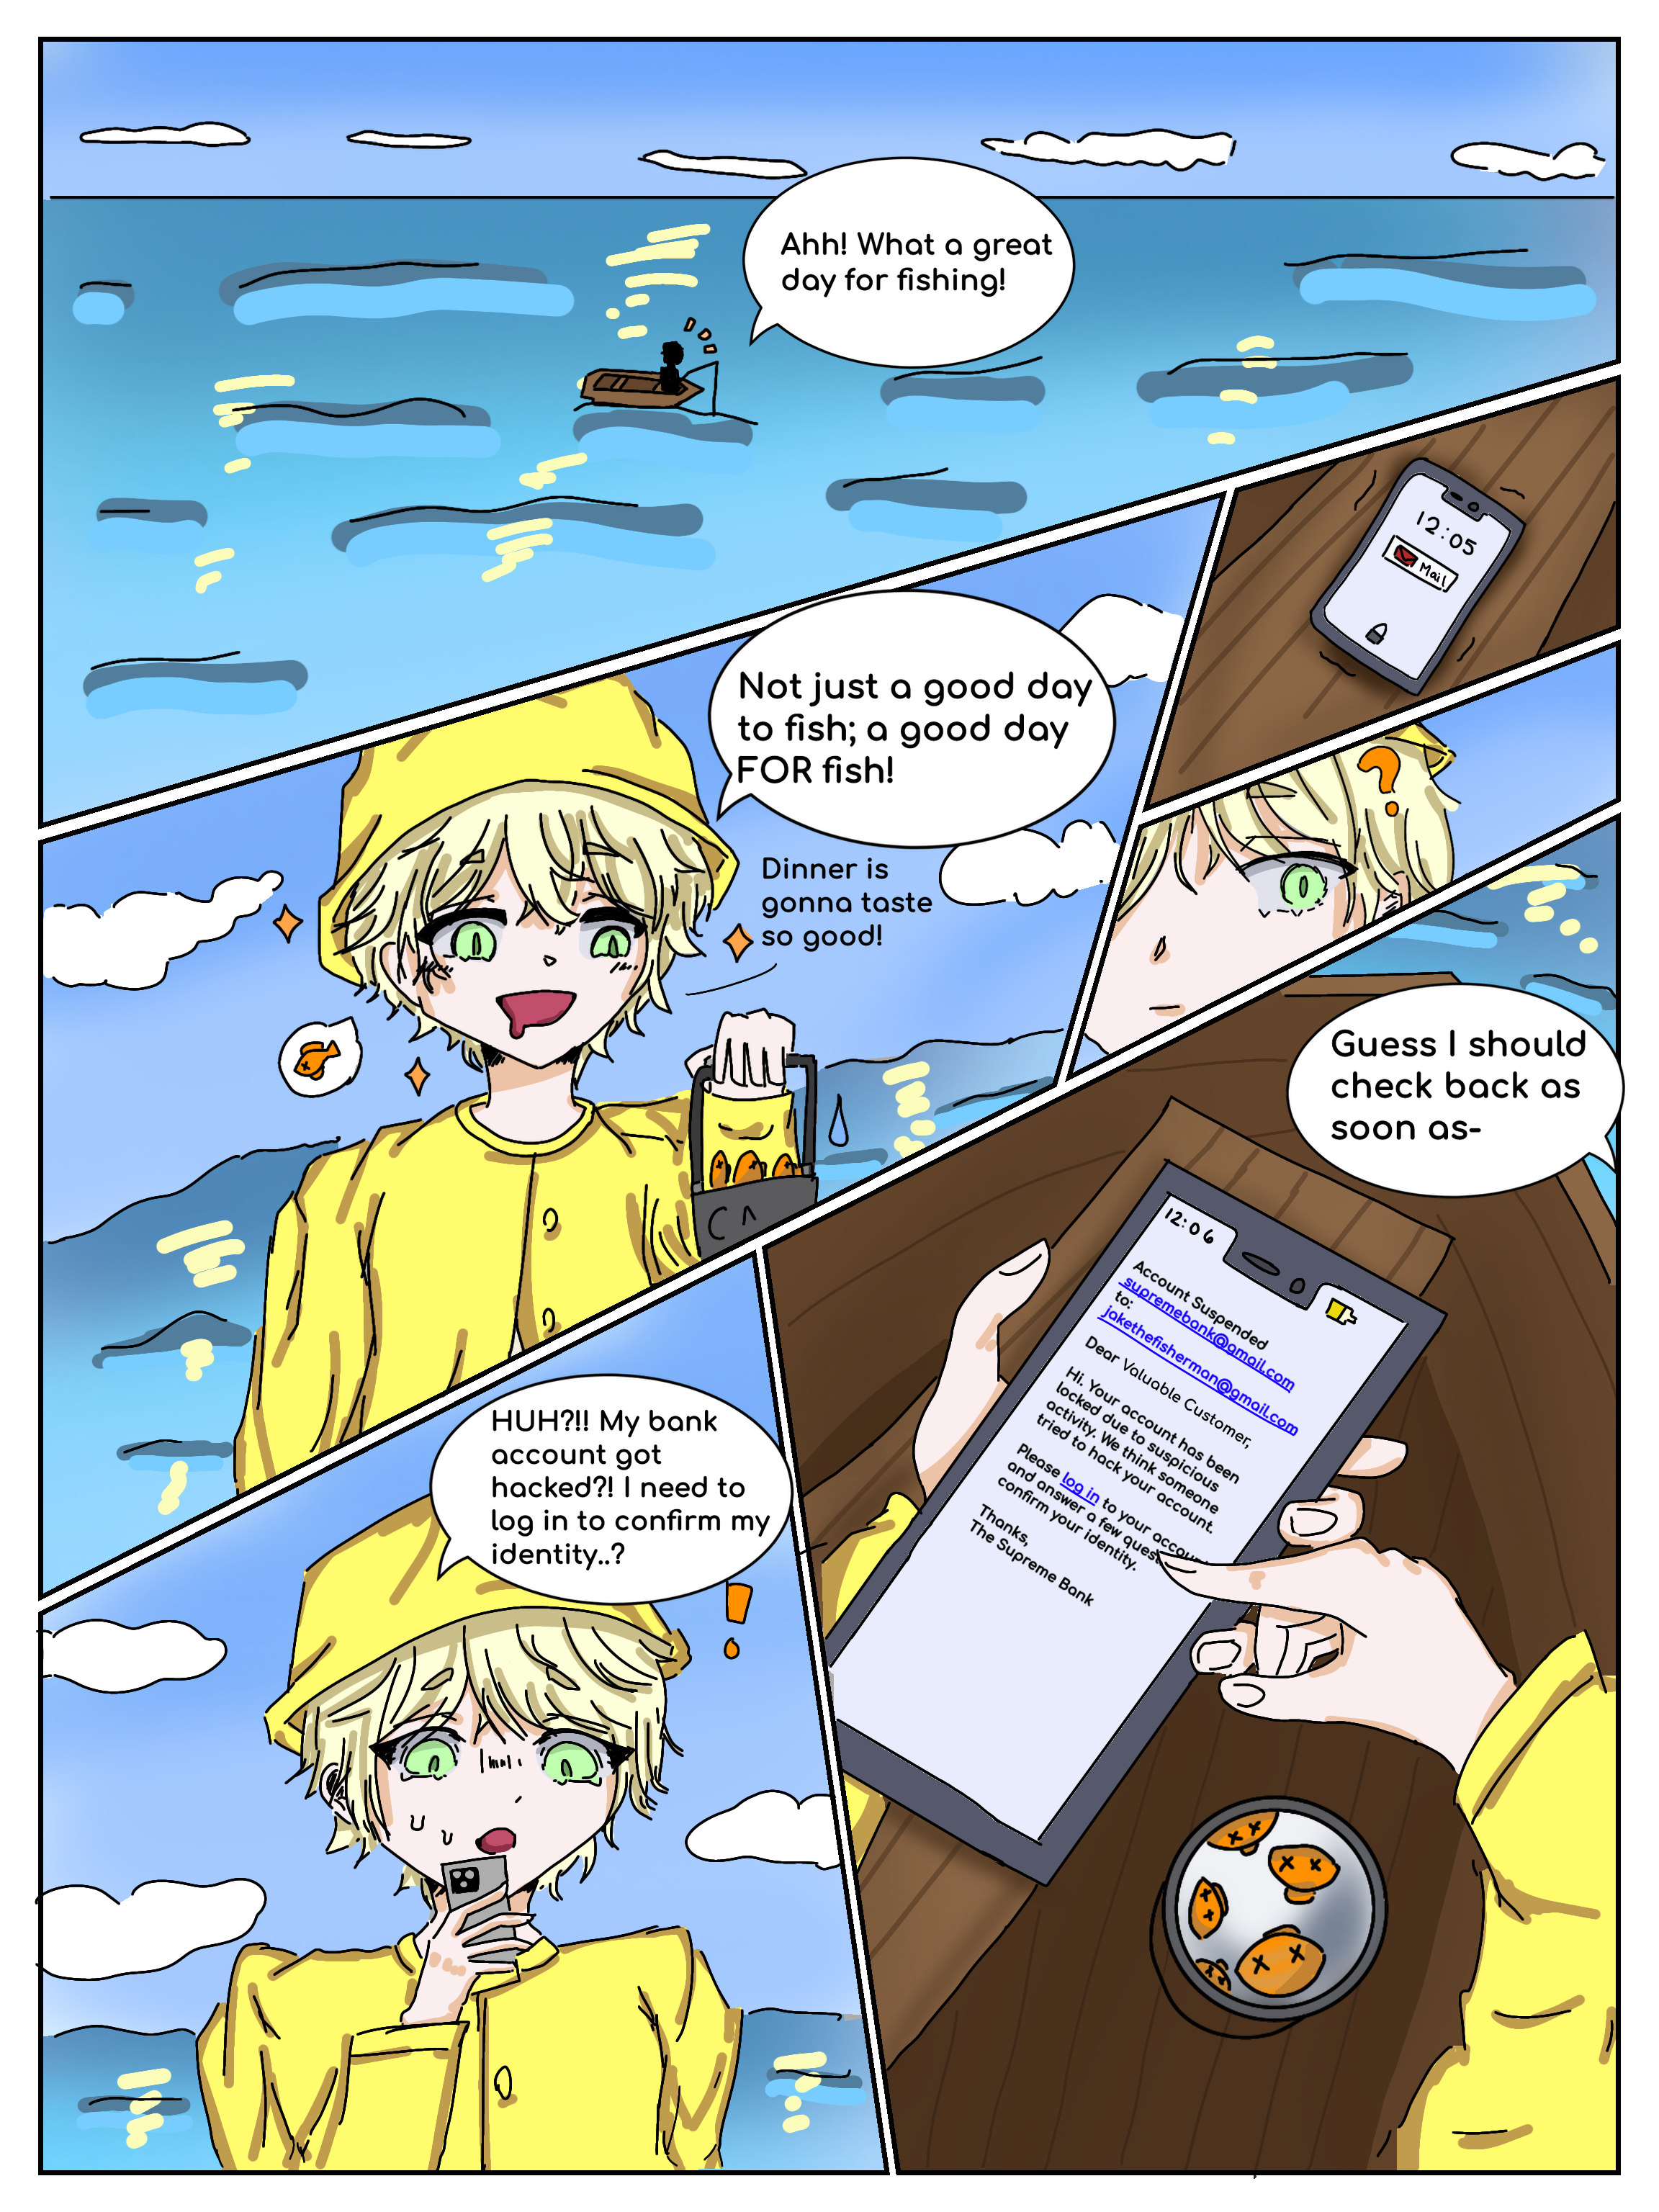 Ahh! What a great
day for fishing!
12:05
Mail
Not just a good day
to fish; a good day
FOR fish!
Dinner is
gonna taste
so good!
CA
Guess I should
check back as
soon as-
12:06
Account Suspended
supremebank@gmail.com
to:
jakethefisherman@gmail.com
Dear Valuable Customer,
Hi. Your account has been
locked due to suspicious
activity. We think someone
tried to hack your account.
Please log in to your account
and answer a few quest
confirm your identity.
Thanks,
The Supreme Bank
HUH?!! My bank
account got
hacked?! I need to
log in to confirm my
identity..?